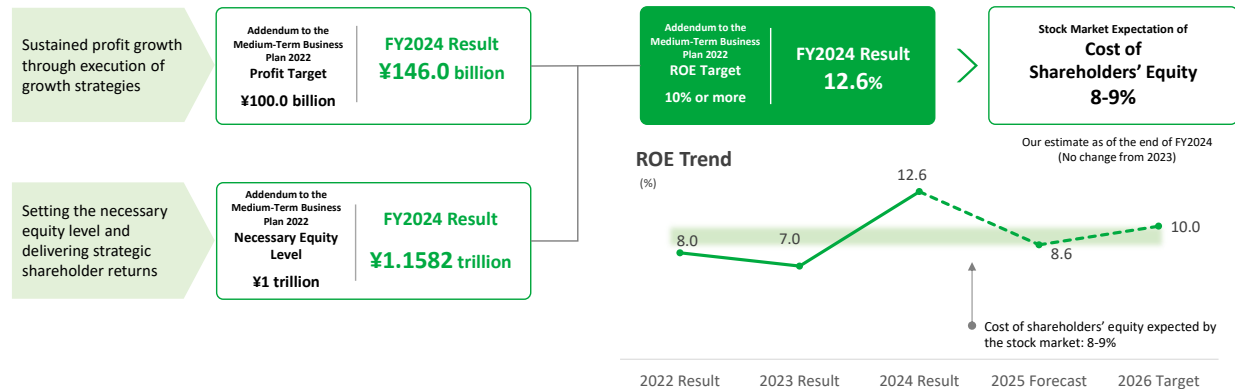 Sustained profit growth
through execution of
growth strategies
Addendum to the
Medium-Term Business
Plan 2022
Profit Target
¥100.0 billion
FY2024 Result
¥146.0 billion
Setting the necessary
equity level and
delivering strategic
shareholder returns
Addendum to the
Medium-Term Business
Plan 2022
Necessary Equity
Level
¥1 trillion
FY2024 Result
¥1.1582 trillion
Addendum to the
Medium-Term Business
Plan 2022
ROE Target
10% or more
FY2024 Result
12.6%
Stock Market Expectation of
Cost of
Shareholders' Equity
8-9%
Our estimate as of the end of FY2024
(No change from 2023)
ROE Trend
(%)
8.0
7.0
12.6
8.6
10.0
Cost of shareholders' equity expected by
the stock market: 8-9%
2022 Result
2023 Result
2024 Result
2025 Forecast
2026 Target